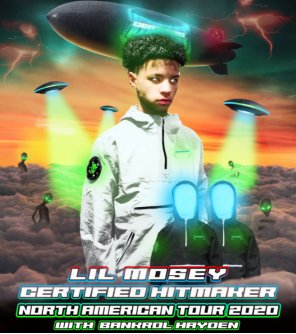 LIL MOSEY
CERTIFIED HITMAKER
NORTH AMERICAN TOUR 2020
WITH BANKROL HAYDEN